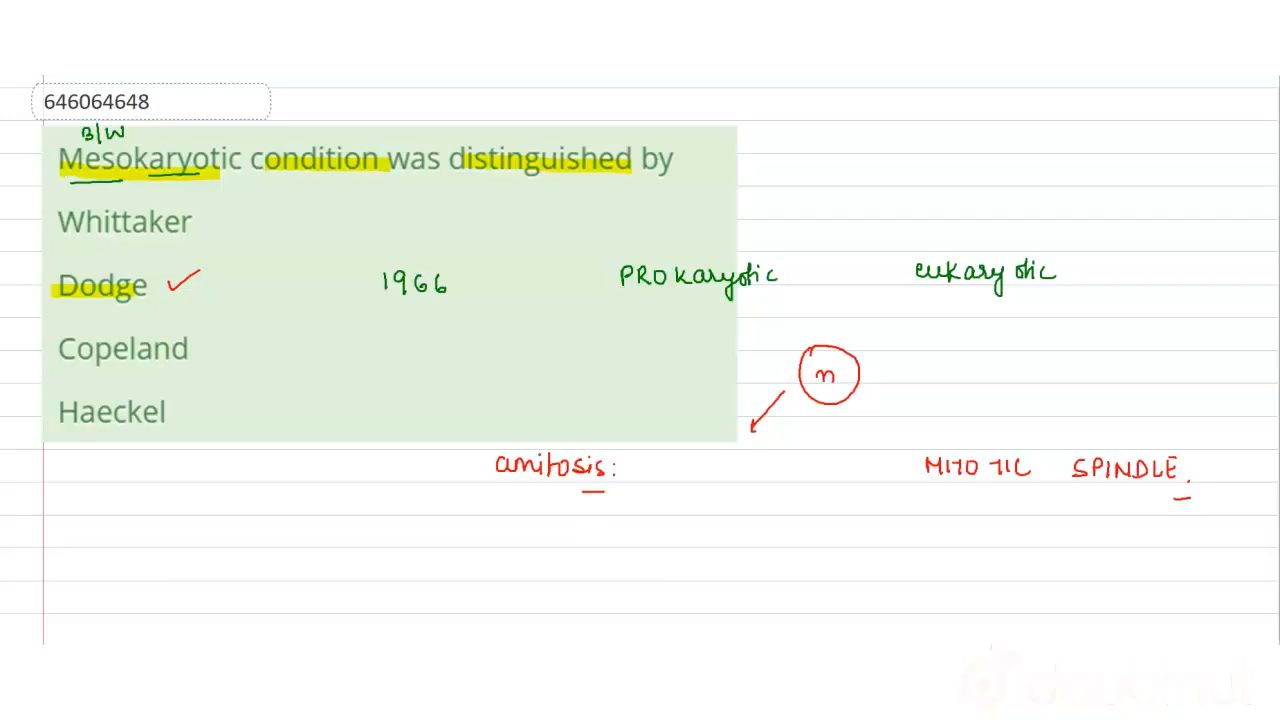 646064648
B/W
Mesokaryotic condition was distinguished by
Whittaker
Dodge
1966 PROKaryotic eukaryotic
Copeland
n
Haeckel
amitosis: MITOTIC SPINDLE.